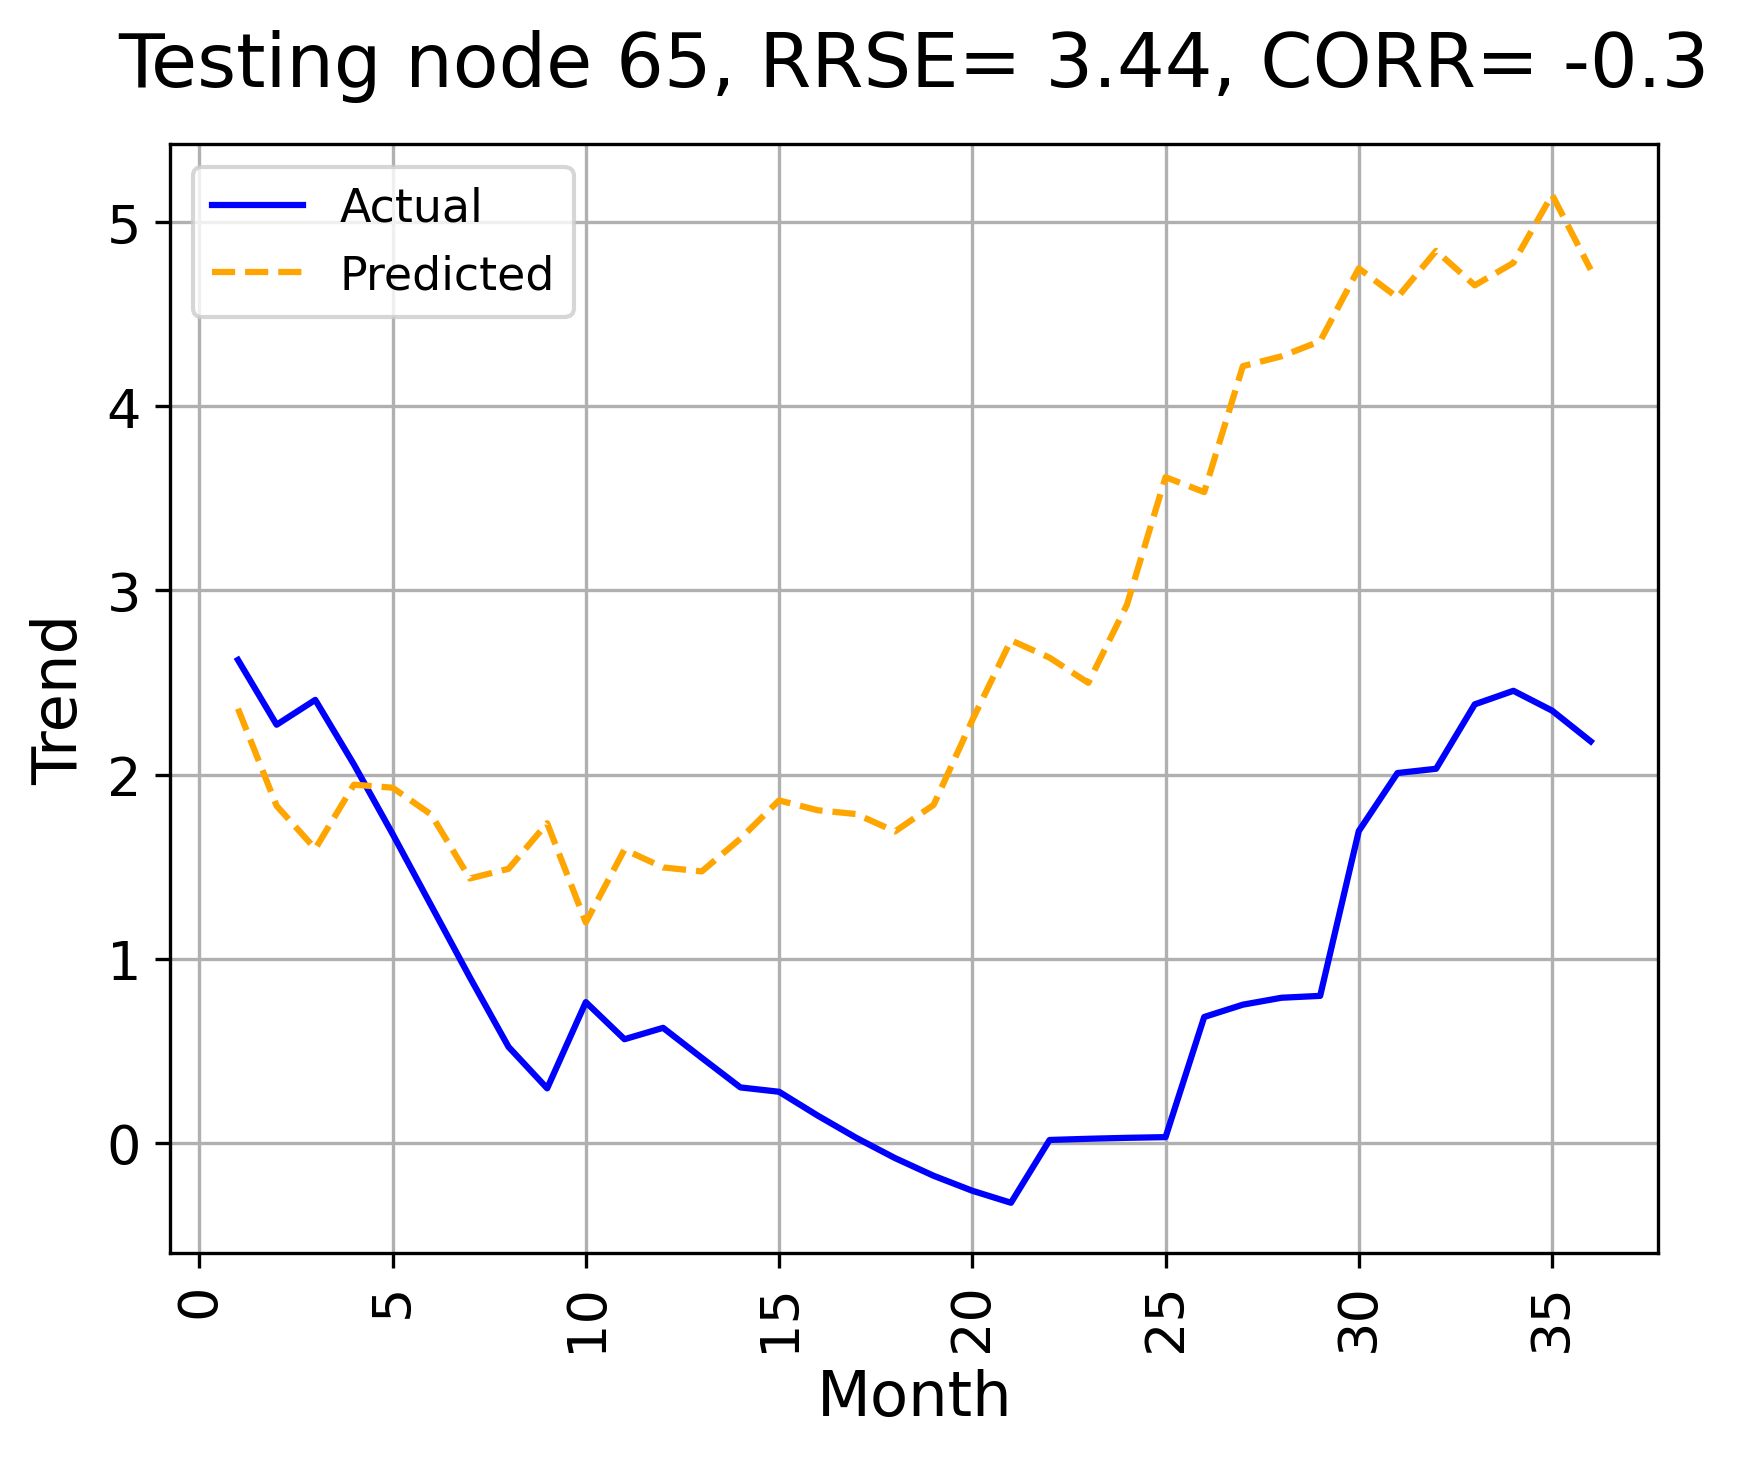 Testing node 65, RRSE= 3.44, CORR= -0.3
Actual
Predicted
5
4
3
2
1
0
Trend
0 5 10 15 20 25 30 35
Month